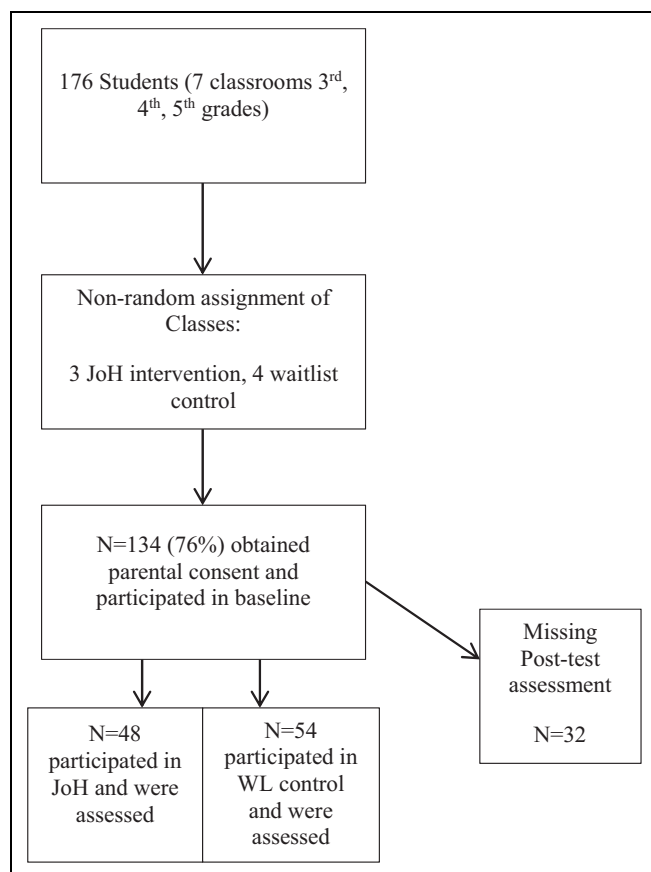 176 Students (7 classrooms 3rd,
4th, 5th grades)
Non-random assignment of
Classes:
3 JoH intervention, 4 waitlist
control
N=134 (76%) obtained
parental consent and
participated in baseline
Missing
Post-test
assessment
N=32
N=48
participated in
JoH and were
assessed
N=54
participated in
WL control
and were
assessed